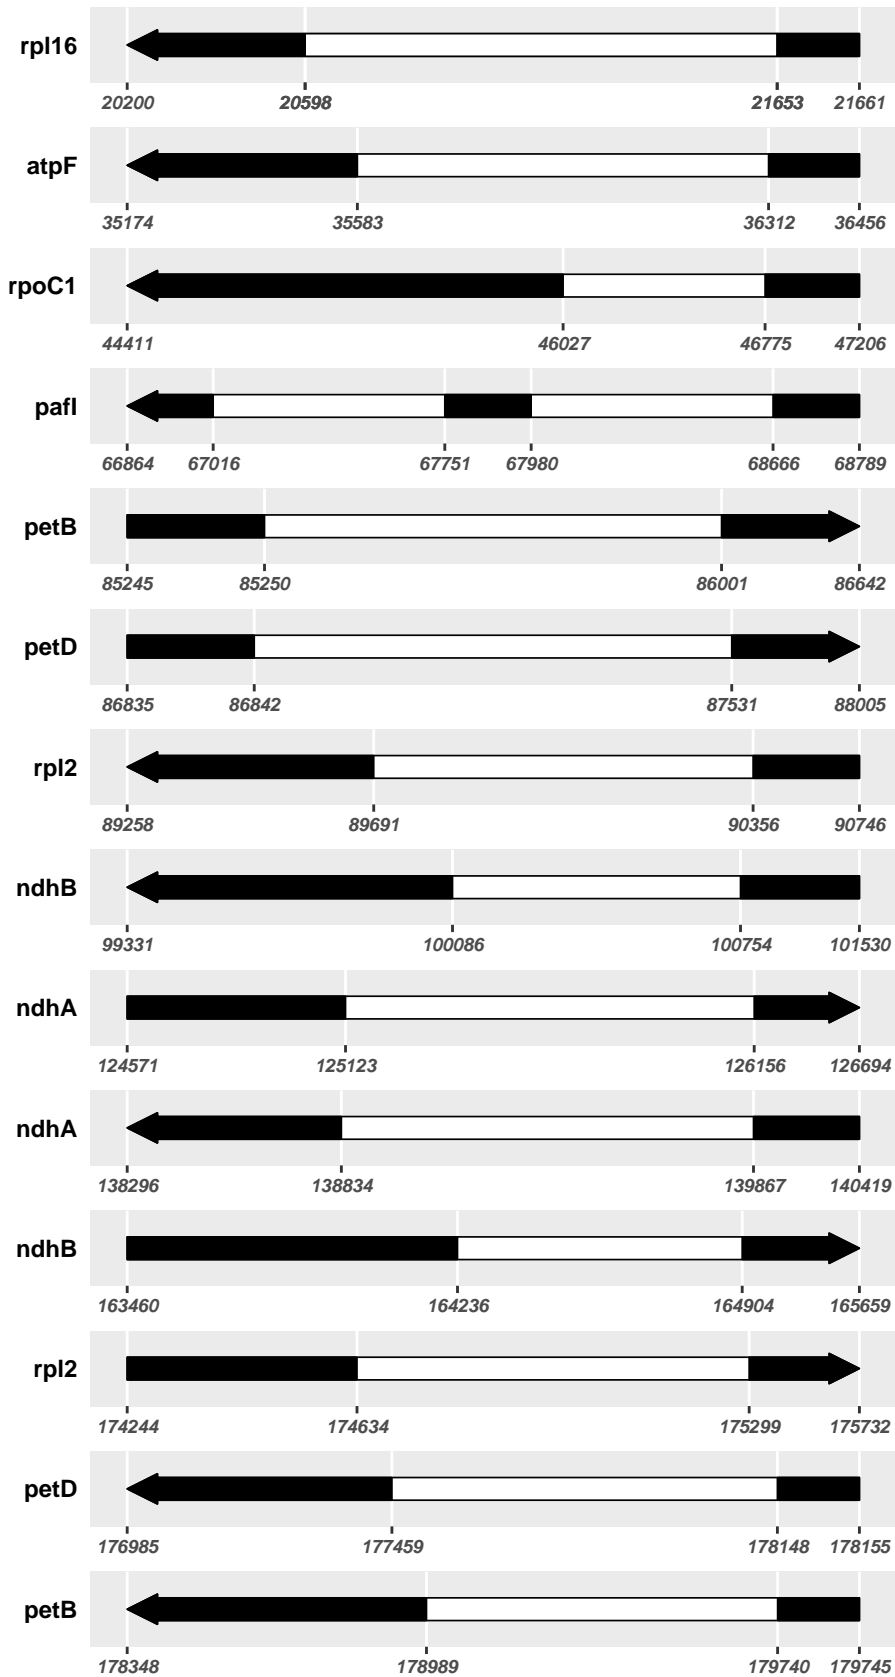 rpl16
20200 20598 21653 21661
atpF
35174 35583 36312 36456
rpoC1
44411 46027 46775 47206
pafI
66864 67016 67751 67980 68666 68789
petB
85245 85250 86001 86642
petD
86835 86842 87531 88005
rpl2
89258 89691 90356 90746
ndhB
99331 100086 100754 101530
ndhA
124571 125123 126156 126694
ndhA
138296 138834 139867 140419
ndhB
163460 164236 164904 165659
rpl2
174244 174634 175299 175732
petD
176985 177459 178148 178155
petB
178348 178989 179740 179745